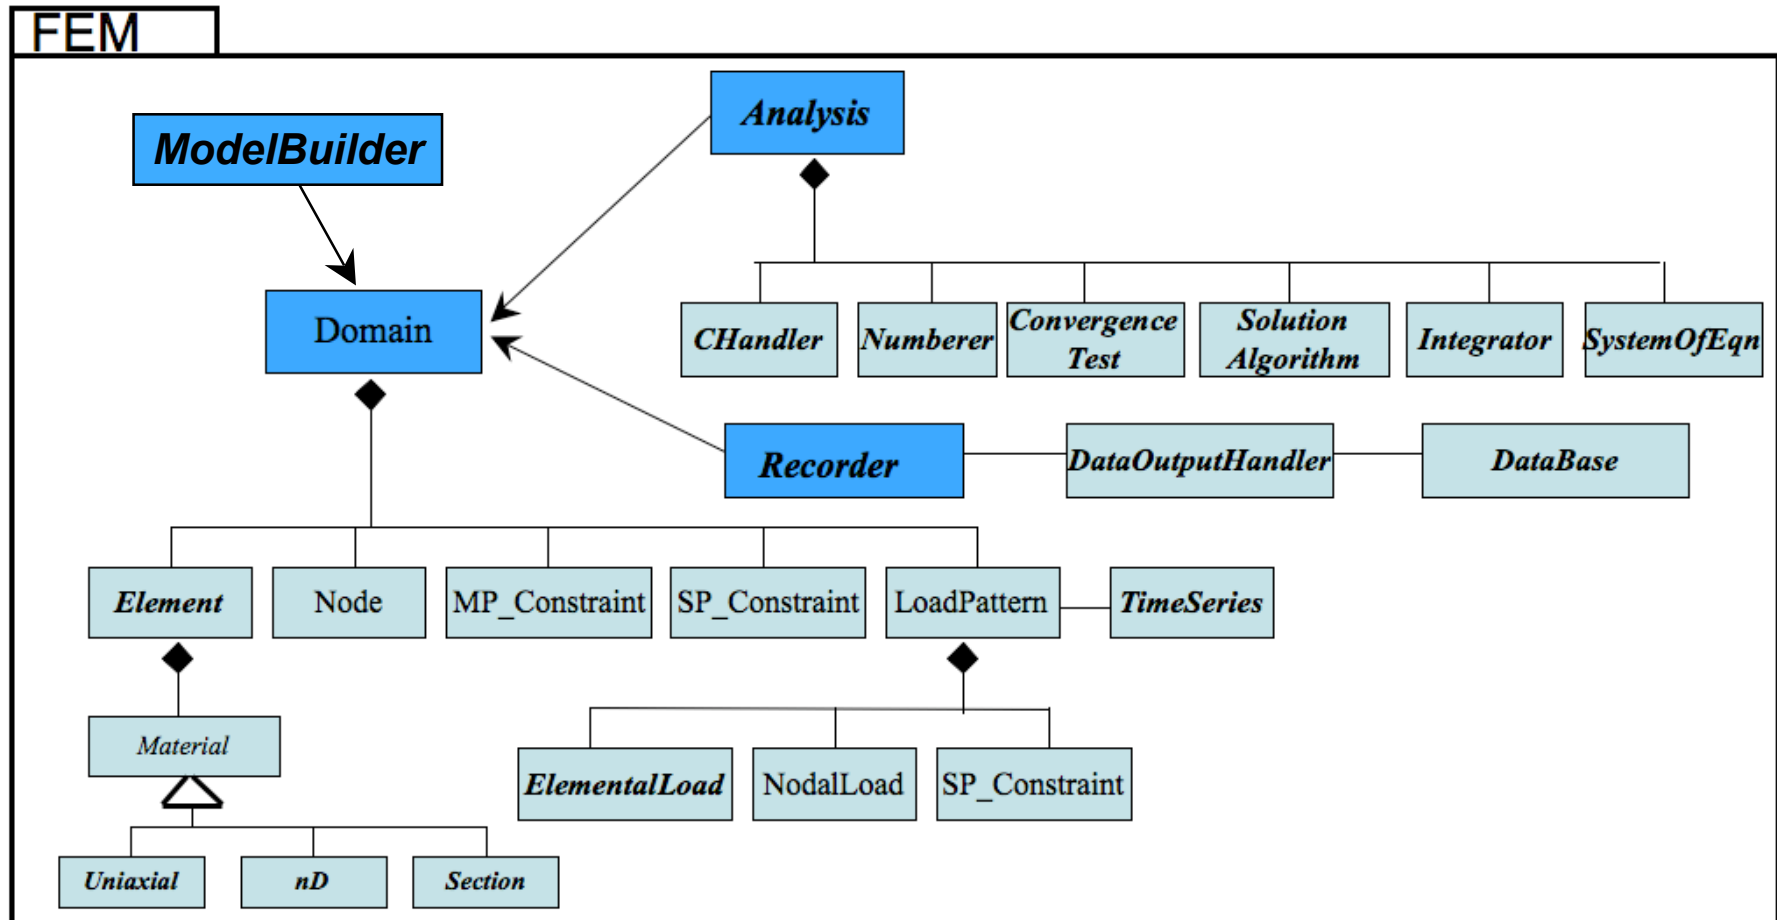 FEM
Analysis
ModelBuilder
Domain
CHandler
Numberer
Convergence
Test
Solution
Algorithm
Integrator
SystemOfEqn
Recorder
DataOutputHandler
DataBase
Element
Node
MP_Constraint
SP_Constraint
LoadPattern
TimeSeries
Material
ElementalLoad
NodalLoad
SP_Constraint
Uniaxial
nD
Section